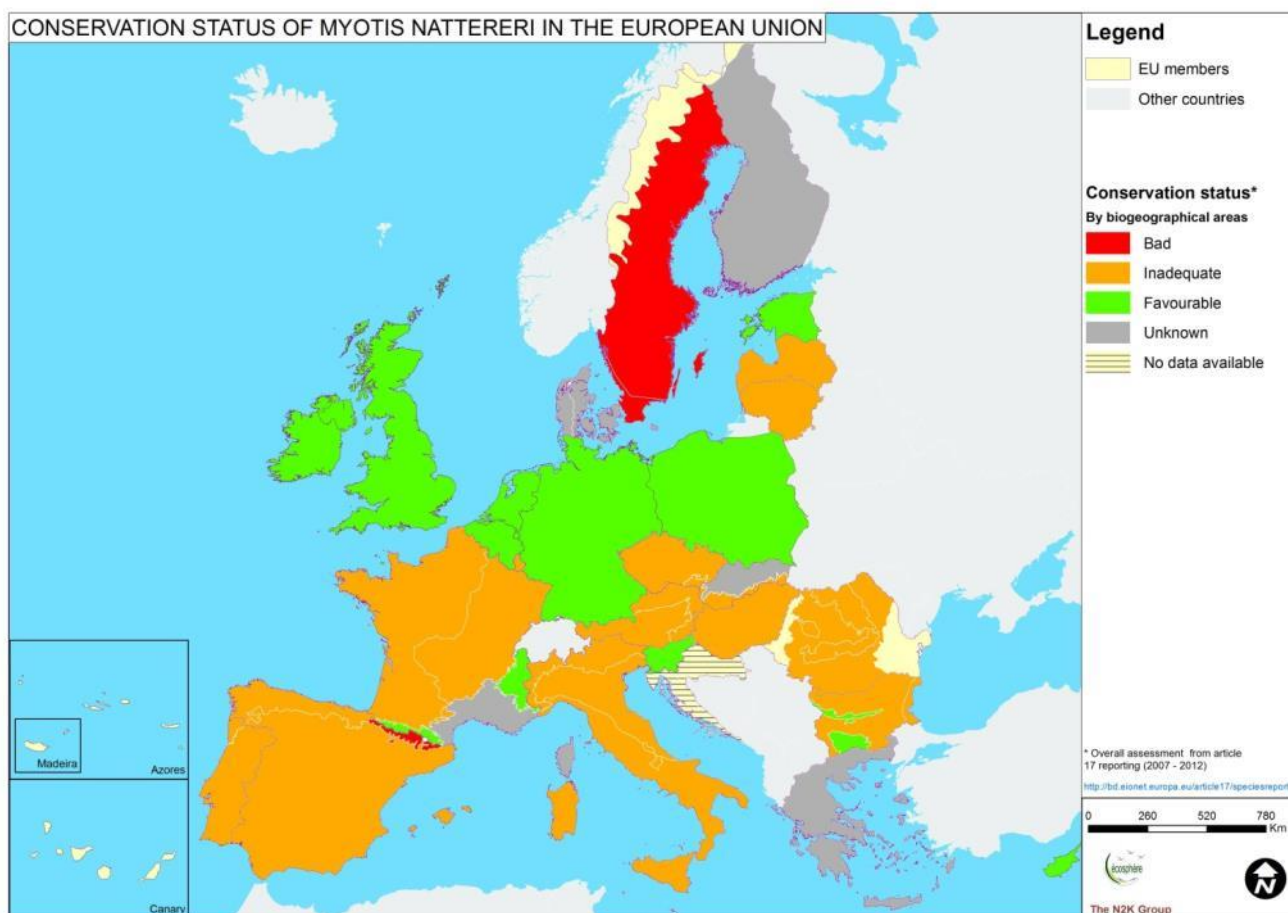 CONSERVATION STATUS OF MYOTIS NATTERERI IN THE EUROPEAN UNION
Legend
EU members
Other countries
Conservation status*
By biogeographical areas
Bad
Inadequate
Favourable
Unknown
No data available
Madeira
Azores
Canary
* Overall assessment from article
17 reporting (2007 - 2012)
http://bd.eionet.europa.eu/article17/speciesreport
0 260 520 780
Km
écosphère
N
The N2K Group